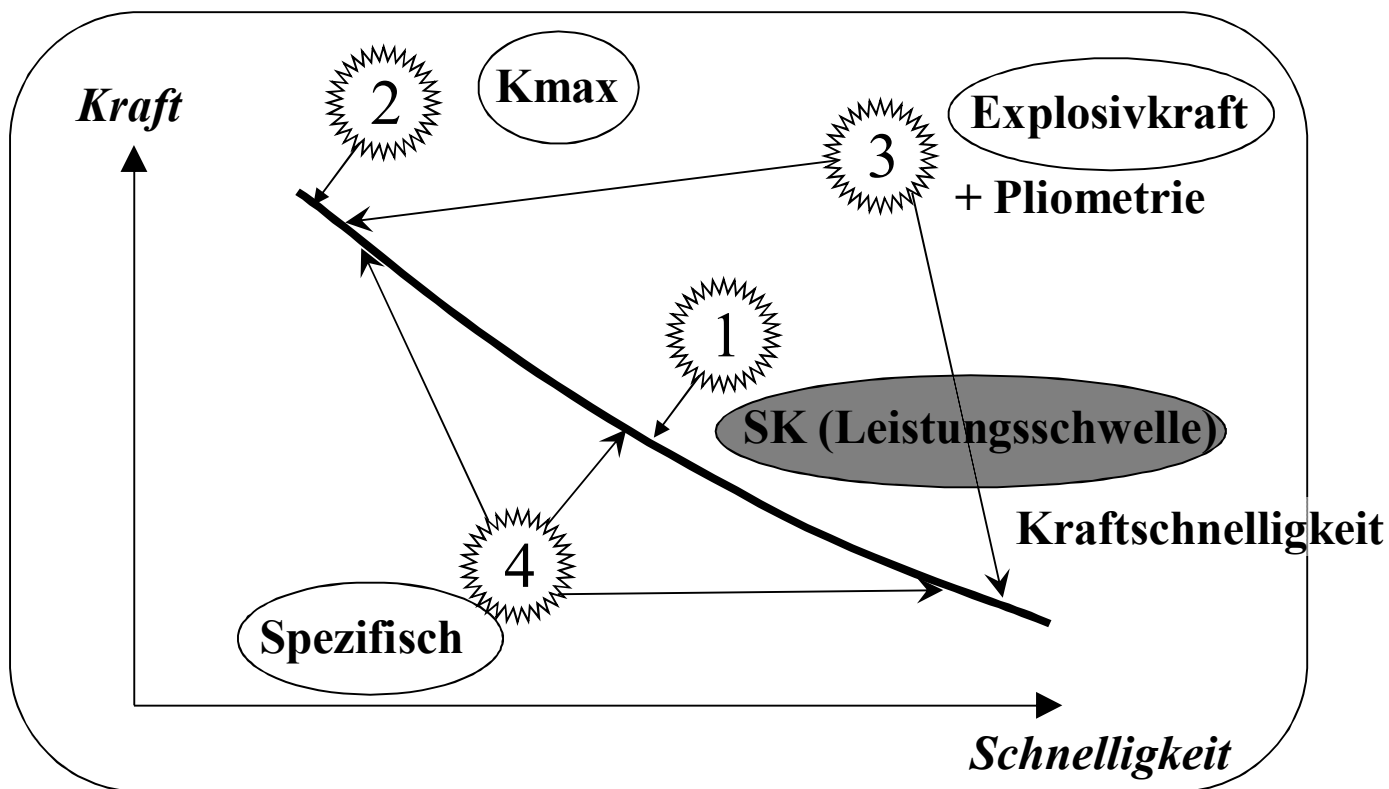 Kmax
2
Explosivkraft
Kraft
3
+ Pliometrie
1
SK (Leistungsschwelle)
Kraftschnelligkeit
4
Spezifisch
Schnelligkeit